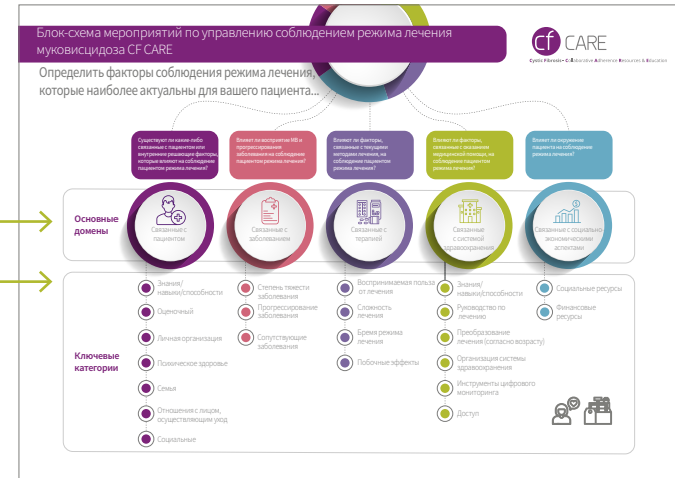 Блок-схема мероприятий по управлению соблюдением режима лечения
муковисцидоза CF CARE
cf CARE
Cystic Fibrosis • Collaborative Adherence Resources & Education
Определить факторы соблюдения режима лечения,
которые наиболее актуальны для вашего пациента...
Существуют ли какие-либо
связанные с пациентом или
внутренние решающие факторы,
которые влияют на соблюдение
пациентом режима лечения?
Влияет ли восприятие МВ и
прогрессирование
заболевания на соблюдение
пациентом режима лечения?
Влияет ли факторы,
связанные с текущими
методами лечения, на
соблюдение пациентом
режима лечения?
Влияет ли факторы,
связанные с оказанием
медицинской помощи, на
соблюдение пациентом
режима лечения?
Влияет ли окружение
пациента на соблюдение
режима лечения?
Основные
домены
Связанные с
пациентом
Связанные с
заболеванием
Связанные с
терапией
Связанные
с системой
здравоохранения
Связанные с социально-
экономическими
аспектами
Ключевые
категории
Знания/
навыки/способности
Оценочный
Личная организация
Психическое здоровье
Семья
Отношения с лицом,
осуществляющим уход
Социальные
Степень тяжести
заболевания
Прогрессирование
заболевания
Сопутствующие
заболевания
Воспринимаемая польза
от лечения
Сложность
лечения
Бремя режима
лечения
Побочные эффекты
Знания/
навыки/способности
Руководство по
лечению
Преобразование
лечения (согласно возрасту)
Организация системы
здравоохранения
Инструменты цифрового
мониторинга
Доступ
Социальные ресурсы
Финансовые
ресурсы